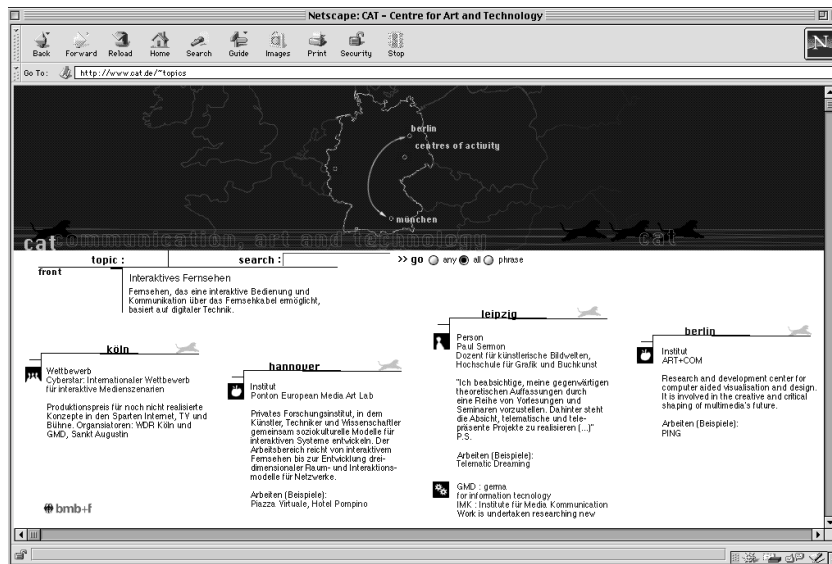 Netscape: CAT – Centre for Art and Technology
Back Forward Reload Home Search Guide Images Print Security Stop
N
Go To: http://www.cat.de/~topics
berlin
centres of activity
münchen
cat communication, art and technology
cat
topic :
search :
>> go any all phrase
front
Interaktives Fernsehen
Fernsehen, das eine interaktive Bedienung und
Kommunikation über das Fernsehkabel ermöglicht,
basiert auf digitaler Technik.
köln
Wettbewerb
Cyberstar: Internationaler Wettbewerb
für interaktive Medienszenarien
Produktionspreis für noch nicht realisierte
Konzepte in den Sparten Internet, TV und
Bühne. Organsiatoren: WDR Köln und
GMD, Sankt Augustin
bmb+f
hannover
Institut
Ponton European Media Art Lab
Privates Forschungsinstitut, in dem
Künstler, Techniker und Wissenschaftler
gemeinsam soziokulturelle Modelle für
interaktiven Systeme entwickeln. Der
Arbeitsbereich reicht von interaktivem
Fernsehen bis zur Entwicklung drei-
dimensionaler Raum- und Interaktions-
modelle für Netzwerke.
Arbeiten (Beispiele):
Piazza Virtuale, Hotel Pompino
leipzig
Person
Paul Sermon
Dozent für künstlerische Bildwelten,
Hochschule für Grafik und Buchkunst
"Ich beabsichtige, meine gegenwärtigen
theoretischen Auffassungen durch
eine Reihe von Vorlesungen und
Seminaren vorzustellen. Dahinter steht
die Absicht, telematische und tele-
präsente Projekte zu realisieren (...)"
P.S.
Arbeiten (Beispiele):
Telematic Dreaming
GMD : germa
for information tecnology
IMK : Institute for Media Kommunication
Work is undertaken researching new
berlin
Institut
ART+COM
Research and development center for
computer aided visualisation and design.
It is involved in the creative and critical
shaping of multimedia's future.
Arbeiten (Beispiele):
PING